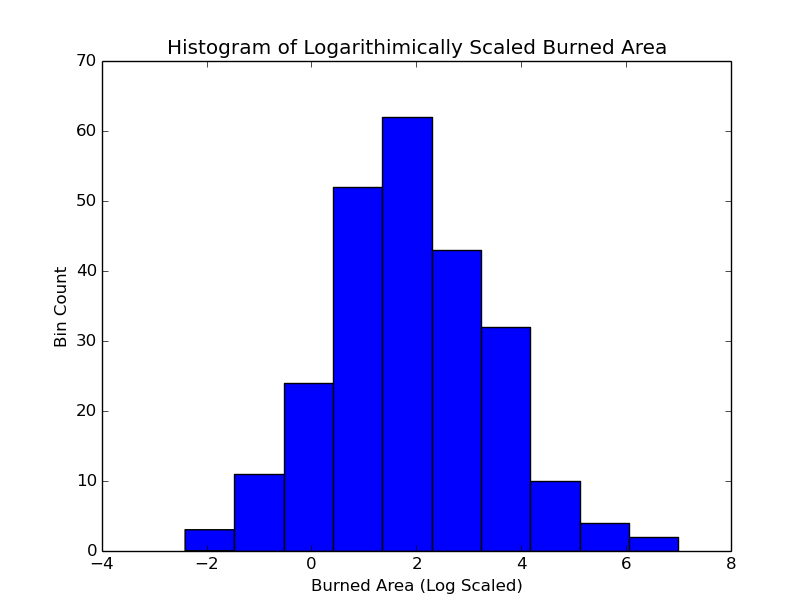 Histogram of Logarithimically Scaled Burned Area
70
60
50
40
30
20
10
0
Bin Count
−4 −2 0 2 4 6 8
Burned Area (Log Scaled)